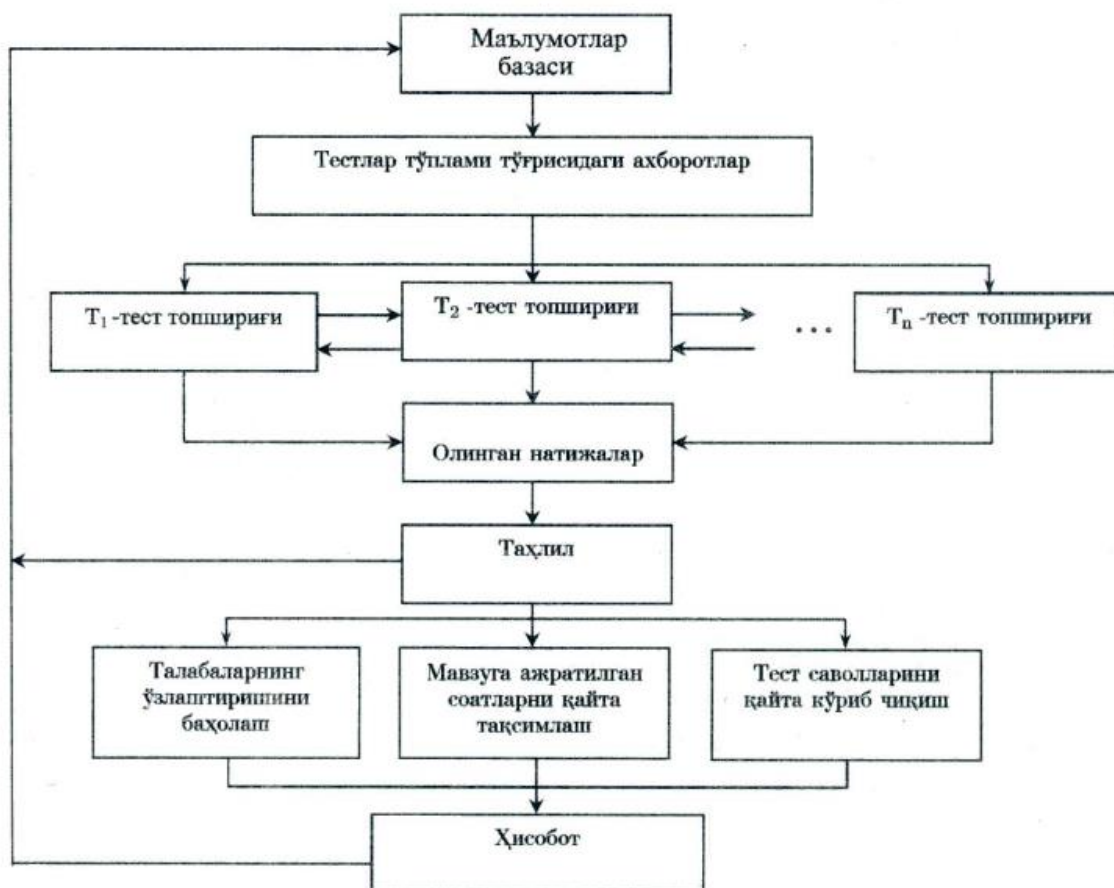 Маълумотлар
базаси
Тестлар тўплами тўғрисидаги ахборотлар
T₁ -тест топшириғи
T₂ -тест топшириғи
...
Tₙ -тест топшириғи
Олинган натижалар
Таҳлил
Талабаларнинг
ўзлаштиришини
баҳолаш
Мавзуга ажратилган
соатларни қайта
тақсимлаш
Тест саволларини
қайта кўриб чиқиш
Ҳисобот